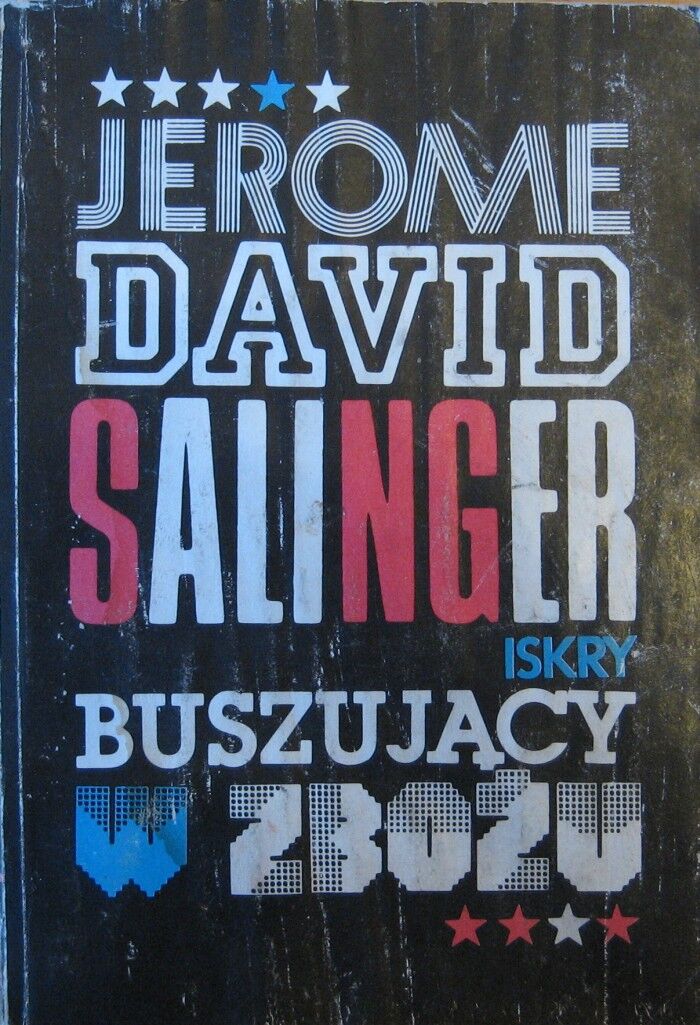 JEROME
DAVID
SALINGER
ISKRY
BUSZUJĄCY
W ZBOŻU